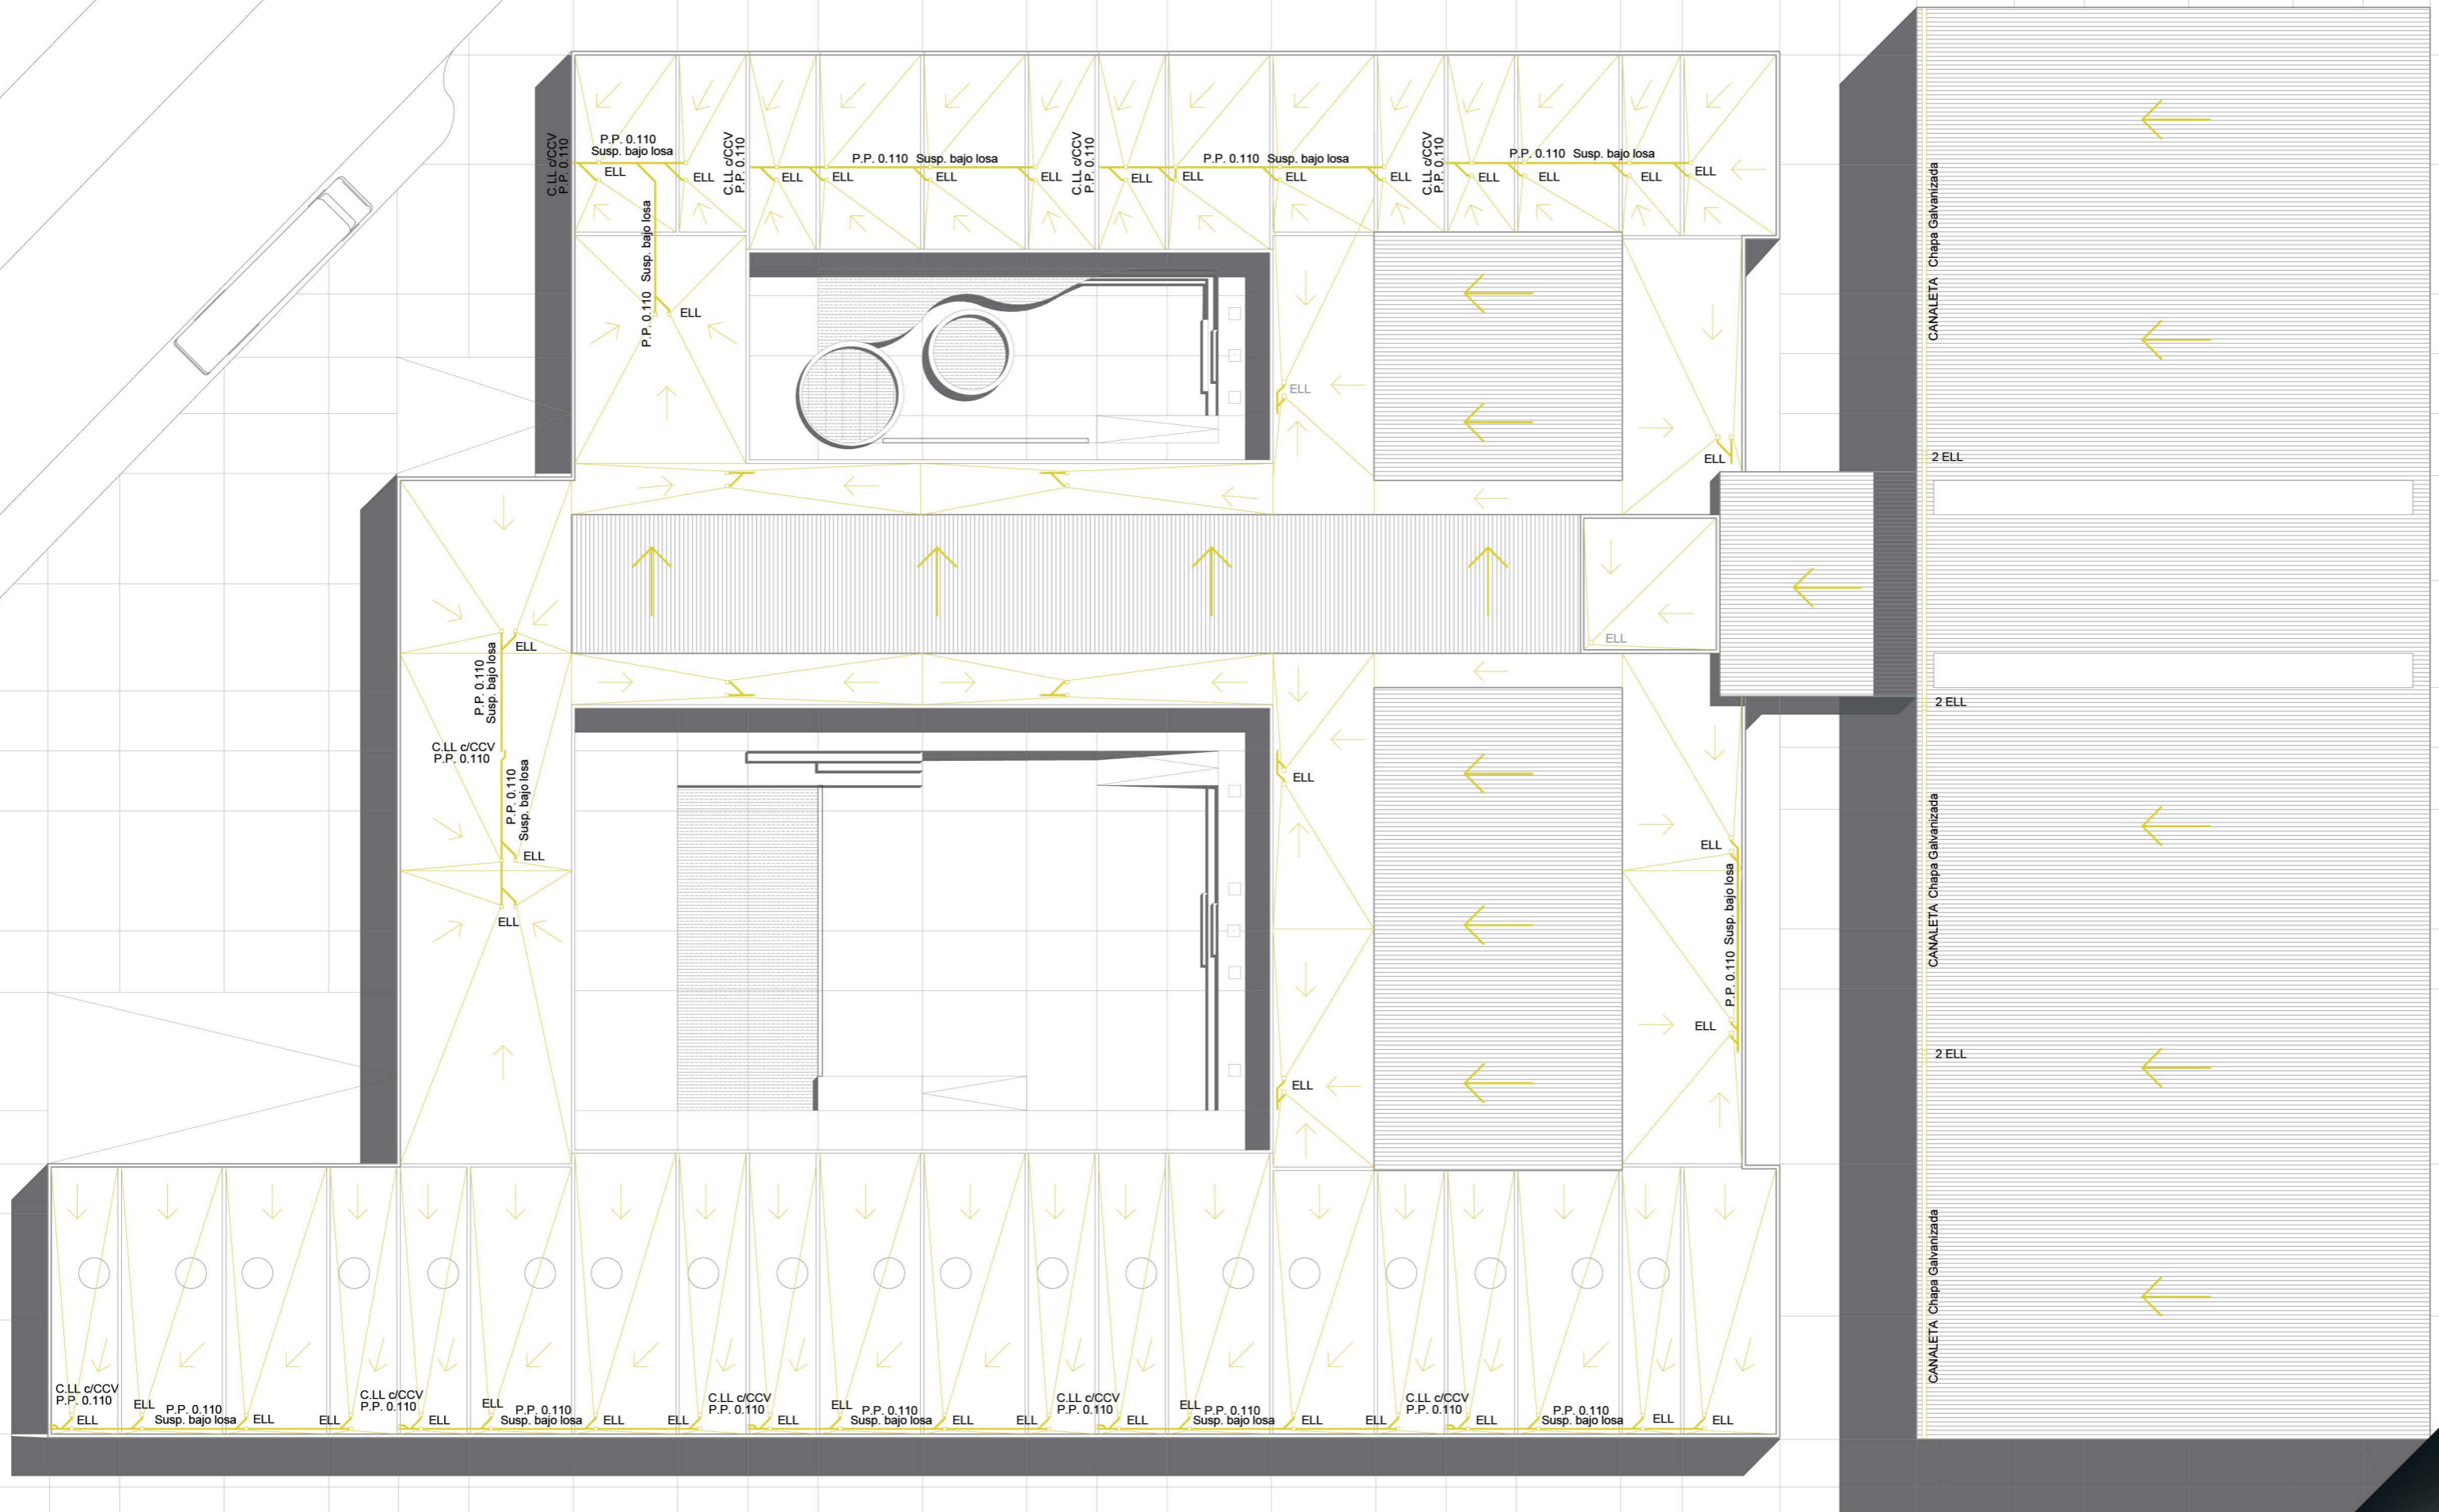 C.LL c/CCV
P.P. 0.110
P.P. 0.110
Susp. bajo losa
ELL
ELL
C.LL c/CCV
P.P. 0.110
P.P. 0.110 Susp. bajo losa
ELL
ELL
ELL
ELL
C.LL c/CCV
P.P. 0.110
P.P. 0.110 Susp. bajo losa
ELL
ELL
ELL
ELL
C.LL c/CCV
P.P. 0.110
P.P. 0.110 Susp. bajo losa
ELL
ELL
ELL
ELL
P.P. 0.110 Susp. bajo losa
ELL
ELL
ELL
CANALETA Chapa Galvanizada
2 ELL
ELL
ELL
P.P. 0.110
Susp. bajo losa
C.LL c/CCV
P.P. 0.110
P.P. 0.110
Susp. bajo losa
ELL
ELL
ELL
ELL
ELL
P.P. 0.110 Susp. bajo losa
ELL
2 ELL
CANALETA Chapa Galvanizada
2 ELL
CANALETA Chapa Galvanizada
C.LL c/CCV
P.P. 0.110
ELL
ELL
P.P. 0.110
Susp. bajo losa
ELL
ELL
C.LL c/CCV
P.P. 0.110
ELL
ELL
P.P. 0.110
Susp. bajo losa
ELL
ELL
C.LL c/CCV
P.P. 0.110
ELL
ELL
P.P. 0.110
Susp. bajo losa
ELL
ELL
C.LL c/CCV
P.P. 0.110
ELL
ELL
P.P. 0.110
Susp. bajo losa
ELL
ELL
C.LL c/CCV
P.P. 0.110
ELL
P.P. 0.110
Susp. bajo losa
ELL
ELL